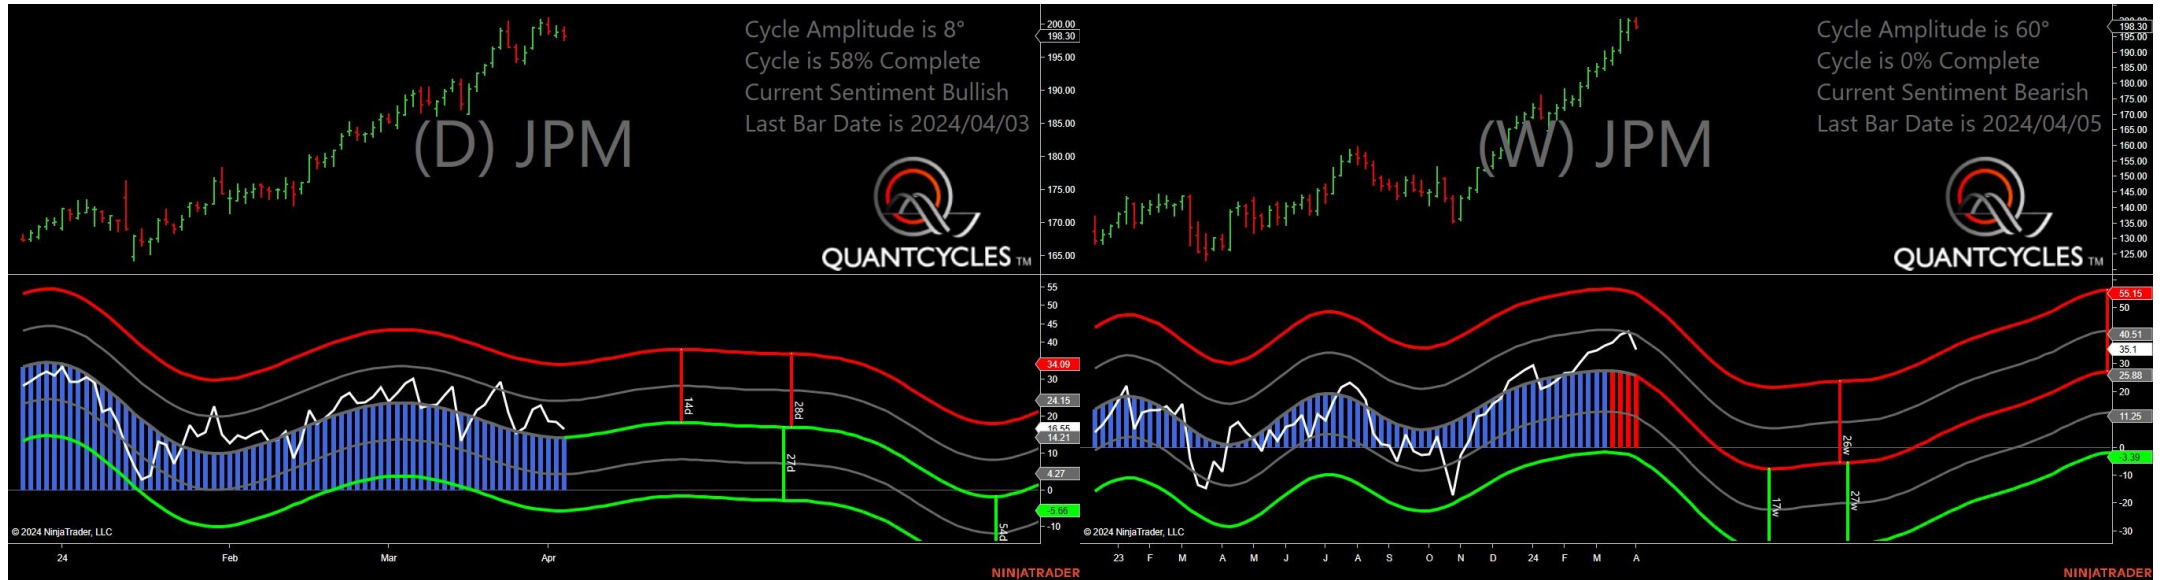 Cycle Amplitude is 8°
Cycle is 58% Complete
Current Sentiment Bullish
Last Bar Date is 2024/04/03
(D) JPM
QUANTCYCLES TM
200.00
198.30
195.00
190.00
185.00
180.00
175.00
170.00
165.00
55
50
45
40
34.09
30
24.15
20
16.55
14.21
10
4.27
0
-5.66
-10
14d
28d
27d
54d
© 2024 NinjaTrader, LLC
24 Feb Mar Apr
NINJATRADER
Cycle Amplitude is 60°
Cycle is 0% Complete
Current Sentiment Bearish
Last Bar Date is 2024/04/05
(W) JPM
QUANTCYCLES TM
198.30
195.00
190.00
185.00
180.00
175.00
170.00
165.00
160.00
155.00
150.00
145.00
140.00
135.00
130.00
125.00
55.15
50
40.51
35.1
30
25.88
20
11.25
0
-3.39
-10
-20
-30
26w
17w
27w
© 2024 NinjaTrader, LLC
23 F M A M J J A S O N D 24 F M A
NINJATRADER